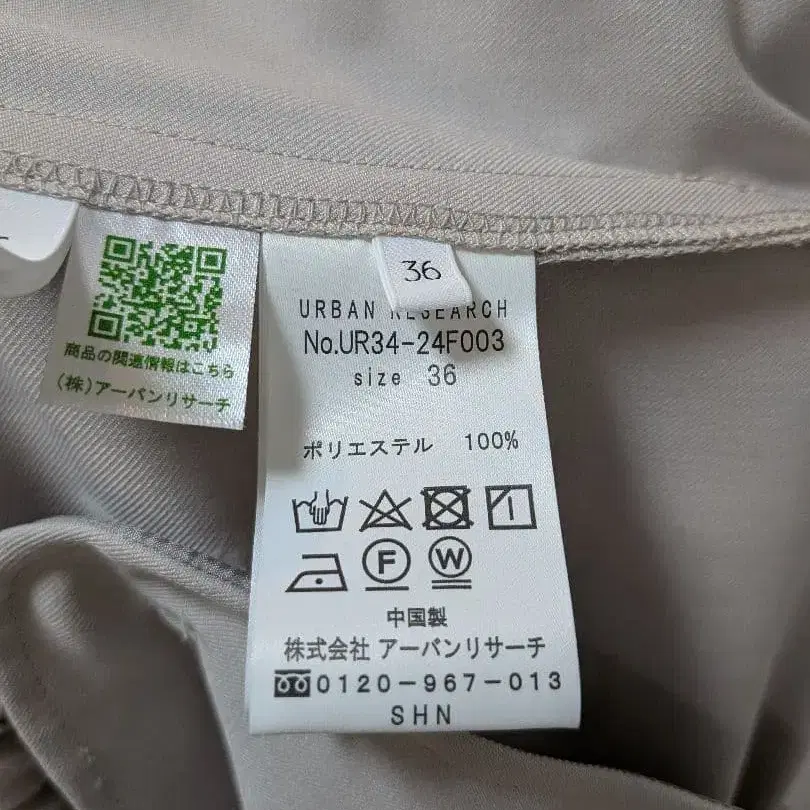 商品の関連情報はこちら
(株)アーバンリサーチ
36
URBAN RESEARCH
No.UR34-24F003
size 36
ポリエステル 100%
F W
中国製
株式会社 アーバンリサーチ
0120-967-013
SHN